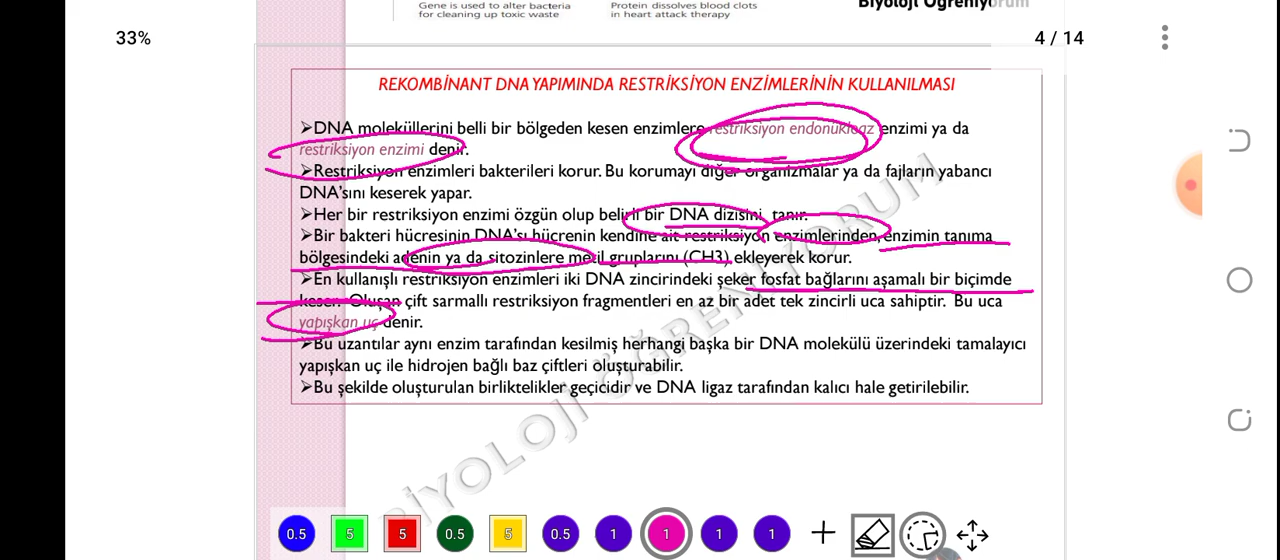 Gene is used to alter bacteria
for cleaning up toxic waste
Protein dissolves blood clots
in heart attack therapy
Biyoloji Öğreniyorum
33%
4 / 14
REKOMBİNANT DNA YAPIMINDA RESTRİKSİYON ENZİMLERİNİN KULLANILMASI
➢DNA moleküllerini belli bir bölgeden kesen enzimlere restriksiyon endonükleaz enzimi ya da
restriksiyon enzimi denir.
➢Restriksiyon enzimleri bakterileri korur. Bu korumayı diğer organizmalar ya da fajların yabancı
DNA'sını keserek yapar.
➢Her bir restriksiyon enzimi özgün olup belirli bir DNA dizisini tanır.
➢Bir bakteri hücresinin DNA'sı hücrenin kendine ait restriksiyon enzimlerinden, enzimin tanıma
bölgesindeki adenin ya da sitozinlere metil gruplarını (CH3) ekleyerek korur.
➢En kullanışlı restriksiyon enzimleri iki DNA zincirindeki şeker fosfat bağlarını aşamalı bir biçimde
keser. Oluşan çift sarmallı restriksiyon fragmentleri en az bir adet tek zincirli uca sahiptir. Bu uca
yapışkan uç denir.
➢Bu uzantılar aynı enzim tarafından kesilmiş herhangi başka bir DNA molekülü üzerindeki tamalayıcı
yapışkan uç ile hidrojen bağlı baz çiftleri oluşturabilir.
➢Bu şekilde oluşturulan birliktelikler geçicidir ve DNA ligaz tarafından kalıcı hale getirilebilir.
BİYOLOJİ ÖĞRENİYORUM
0.5 5 5 0.5 5 0.5 1 1 1 1